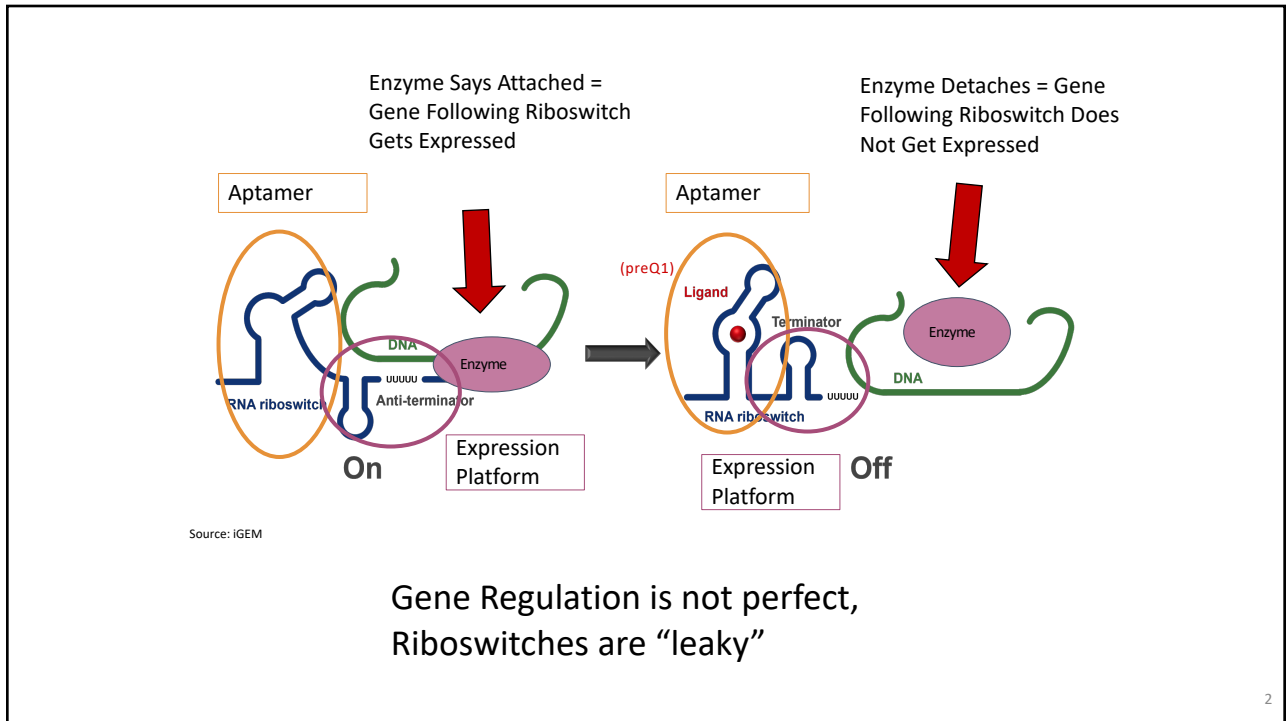 Enzyme Says Attached =
Gene Following Riboswitch
Gets Expressed
Enzyme Detaches = Gene
Following Riboswitch Does
Not Get Expressed
Aptamer
Aptamer
(preQ1)
Ligand
Terminator
Enzyme
DNA
Enzyme
UUUUU
DNA
RNA riboswitch
Anti-terminator
UUUUU
RNA riboswitch
On
Expression
Platform
Expression
Platform
Off
Source: iGEM
Gene Regulation is not perfect,
Riboswitches are “leaky”
2